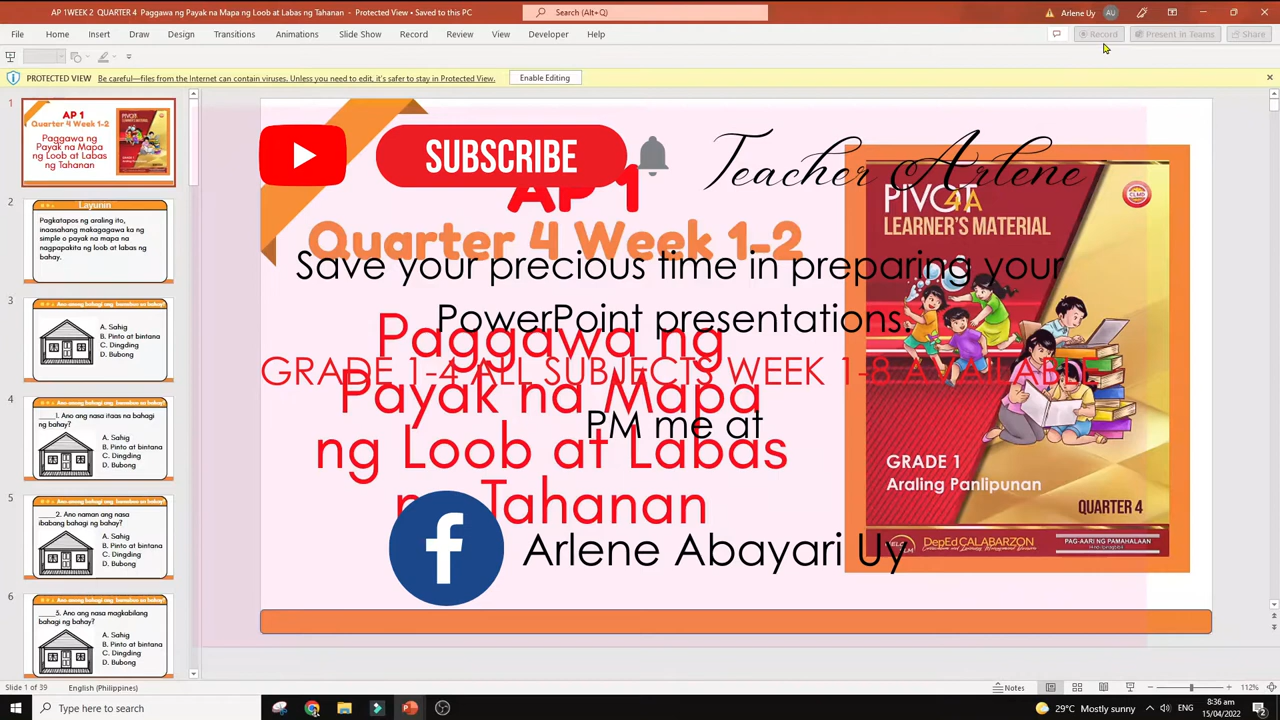 AP 1WEEK 2 QUARTER 4 Paggawa ng Payak na Mapa ng Loob at Labas ng Tahanan - Protected View • Saved to this PC
Search (Alt+Q)
Arlene Uy
AU
File
Home
Insert
Draw
Design
Transitions
Animations
Slide Show
Record
Review
View
Developer
Help
Record
Present in Teams
Share
PROTECTED VIEW
Be careful—files from the Internet can contain viruses. Unless you need to edit, it's safer to stay in Protected View.
Enable Editing
1
AP 1
Quarter 4 Week 1-2
Paggawa ng
Payak na Mapa
ng Loob at Labas
ng Tahanan
2
Layunin
Pagkatapos ng araling ito,
inaasahang makagagawa ka ng
simple o payak na mapa na
nagpapakita ng loob at labas ng
bahay.
3
A. Sahig
B. Pinto at bintana
C. Dingding
D. Bubong
4
_____1. Ano ang nasa itaas na bahagi
ng bahay?
A. Sahig
B. Pinto at bintana
C. Dingding
D. Bubong
5
_____2. Ano naman ang nasa
ibabang bahagi ng bahay?
A. Sahig
B. Pinto at bintana
C. Dingding
D. Bubong
6
_____3. Ano ang nasa magkabilang
bahagi ng bahay?
A. Sahig
B. Pinto at bintana
C. Dingding
D. Bubong
SUBSCRIBE
Teacher Arlene
AP 1
Quarter 4 Week 1-2
Save your precious time in preparing your
PowerPoint presentations.
Paggawa ng
GRADE 1-4 ALL SUBJECTS WEEK 1-8 AVAILABLE
Payak na Mapa
PM me at
ng Loob at Labas
ng Tahanan
Arlene Abayari Uy
PIVOT 4A
LEARNER'S MATERIAL
CLMD
GRADE 1
Araling Panlipunan
QUARTER 4
DepEd CALABARZON
PAG-AARI NG PAMAHALAAN
Slide 1 of 39
English (Philippines)
Notes
112%
Type here to search
29°C Mostly sunny
8:36 am
15/04/2022
2